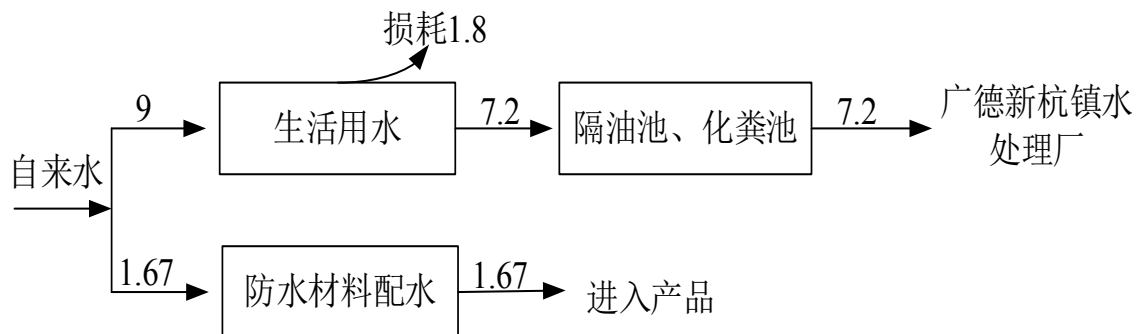 损耗1.8
9
生活用水
7.2
隔油池、化粪池
7.2
广德新杭镇水
处理厂
自来水
1.67
防水材料配水
1.67
进入产品